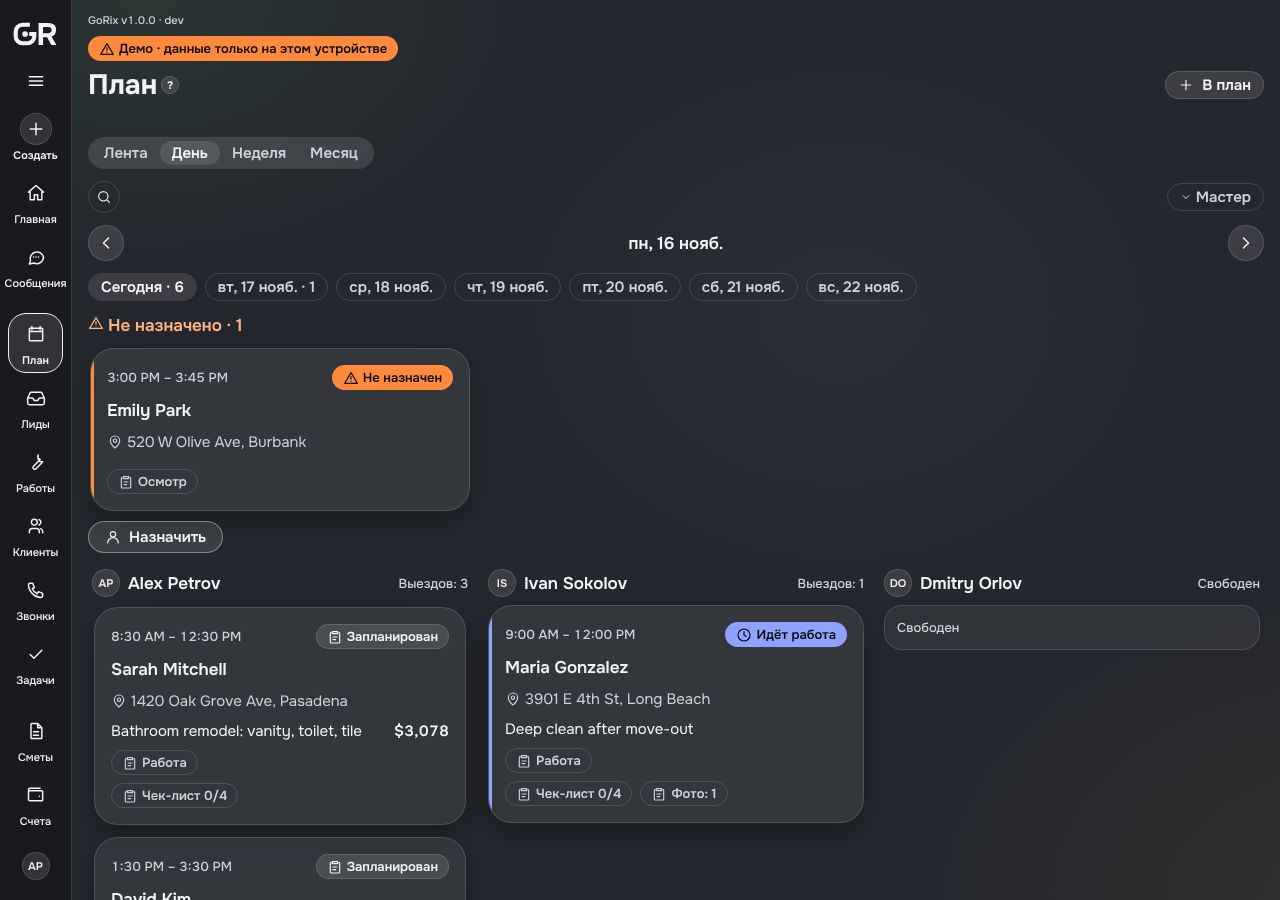 GR
GoRix v1.0.0 · dev
Демо · данные только на этом устройстве
План ?
+ В план
Создать
Главная
Сообщения
План
Лиды
Работы
Клиенты
Звонки
Задачи
Сметы
Счета
AP
Лента День Неделя Месяц
Мастер
пн, 16 нояб.
Сегодня · 6 вт, 17 нояб. · 1 ср, 18 нояб. чт, 19 нояб. пт, 20 нояб. сб, 21 нояб. вс, 22 нояб.
Не назначено · 1
3:00 PM – 3:45 PM Не назначен
Emily Park
520 W Olive Ave, Burbank
Осмотр
Назначить
AP Alex Petrov Выездов: 3
8:30 AM – 12:30 PM Запланирован
Sarah Mitchell
1420 Oak Grove Ave, Pasadena
Bathroom remodel: vanity, toilet, tile $3,078
Работа
Чек-лист 0/4
1:30 PM – 3:30 PM Запланирован
David Kim
IS Ivan Sokolov Выездов: 1
9:00 AM – 12:00 PM Идёт работа
Maria Gonzalez
3901 E 4th St, Long Beach
Deep clean after move-out
Работа
Чек-лист 0/4 Фото: 1
DO Dmitry Orlov Свободен
Свободен